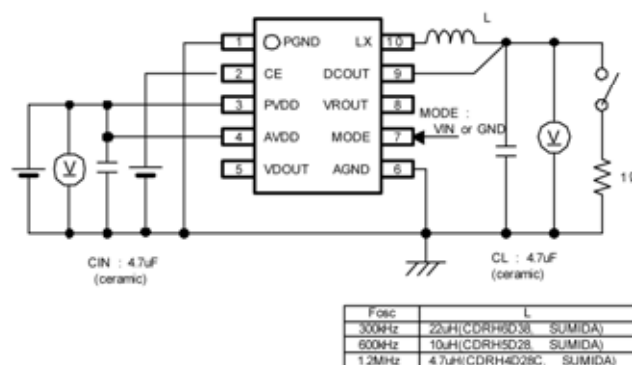 L
1 PGND LX 10
2 CE DCOUT 9
3 PVDD VROUT 8
4 AVDD MODE 7
5 VDOUT AGND 6
MODE :
VIN or GND
V
V
CIN : 4.7uF
(ceramic)
CL : 4.7uF
(ceramic)
Fosc L
300kHz 22uH(CDRH6D38, SUMIDA)
600kHz 10uH(CDRH5D28, SUMIDA)
1.2MHz 4.7uH(CDRH4D28C, SUMIDA)